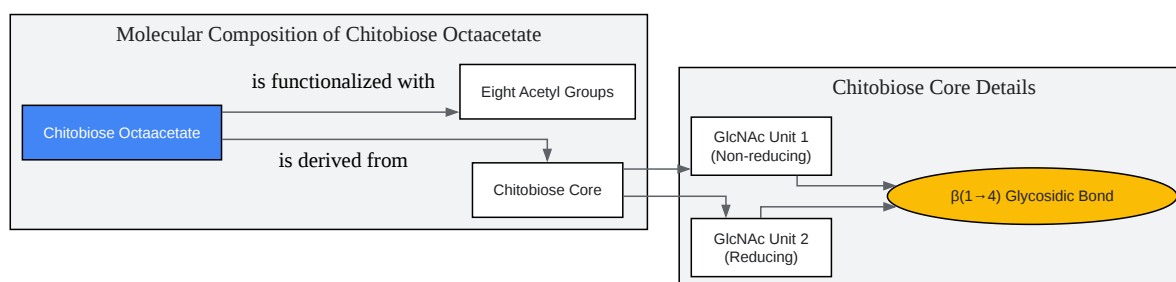 Molecular Composition of Chitobiose Octaacetate
is functionalized with
Eight Acetyl Groups
Chitobiose Octaacetate
is derived from
Chitobiose Core
Chitobiose Core Details
GlcNAc Unit 1
(Non-reducing)
β(1→4) Glycosidic Bond
GlcNAc Unit 2
(Reducing)